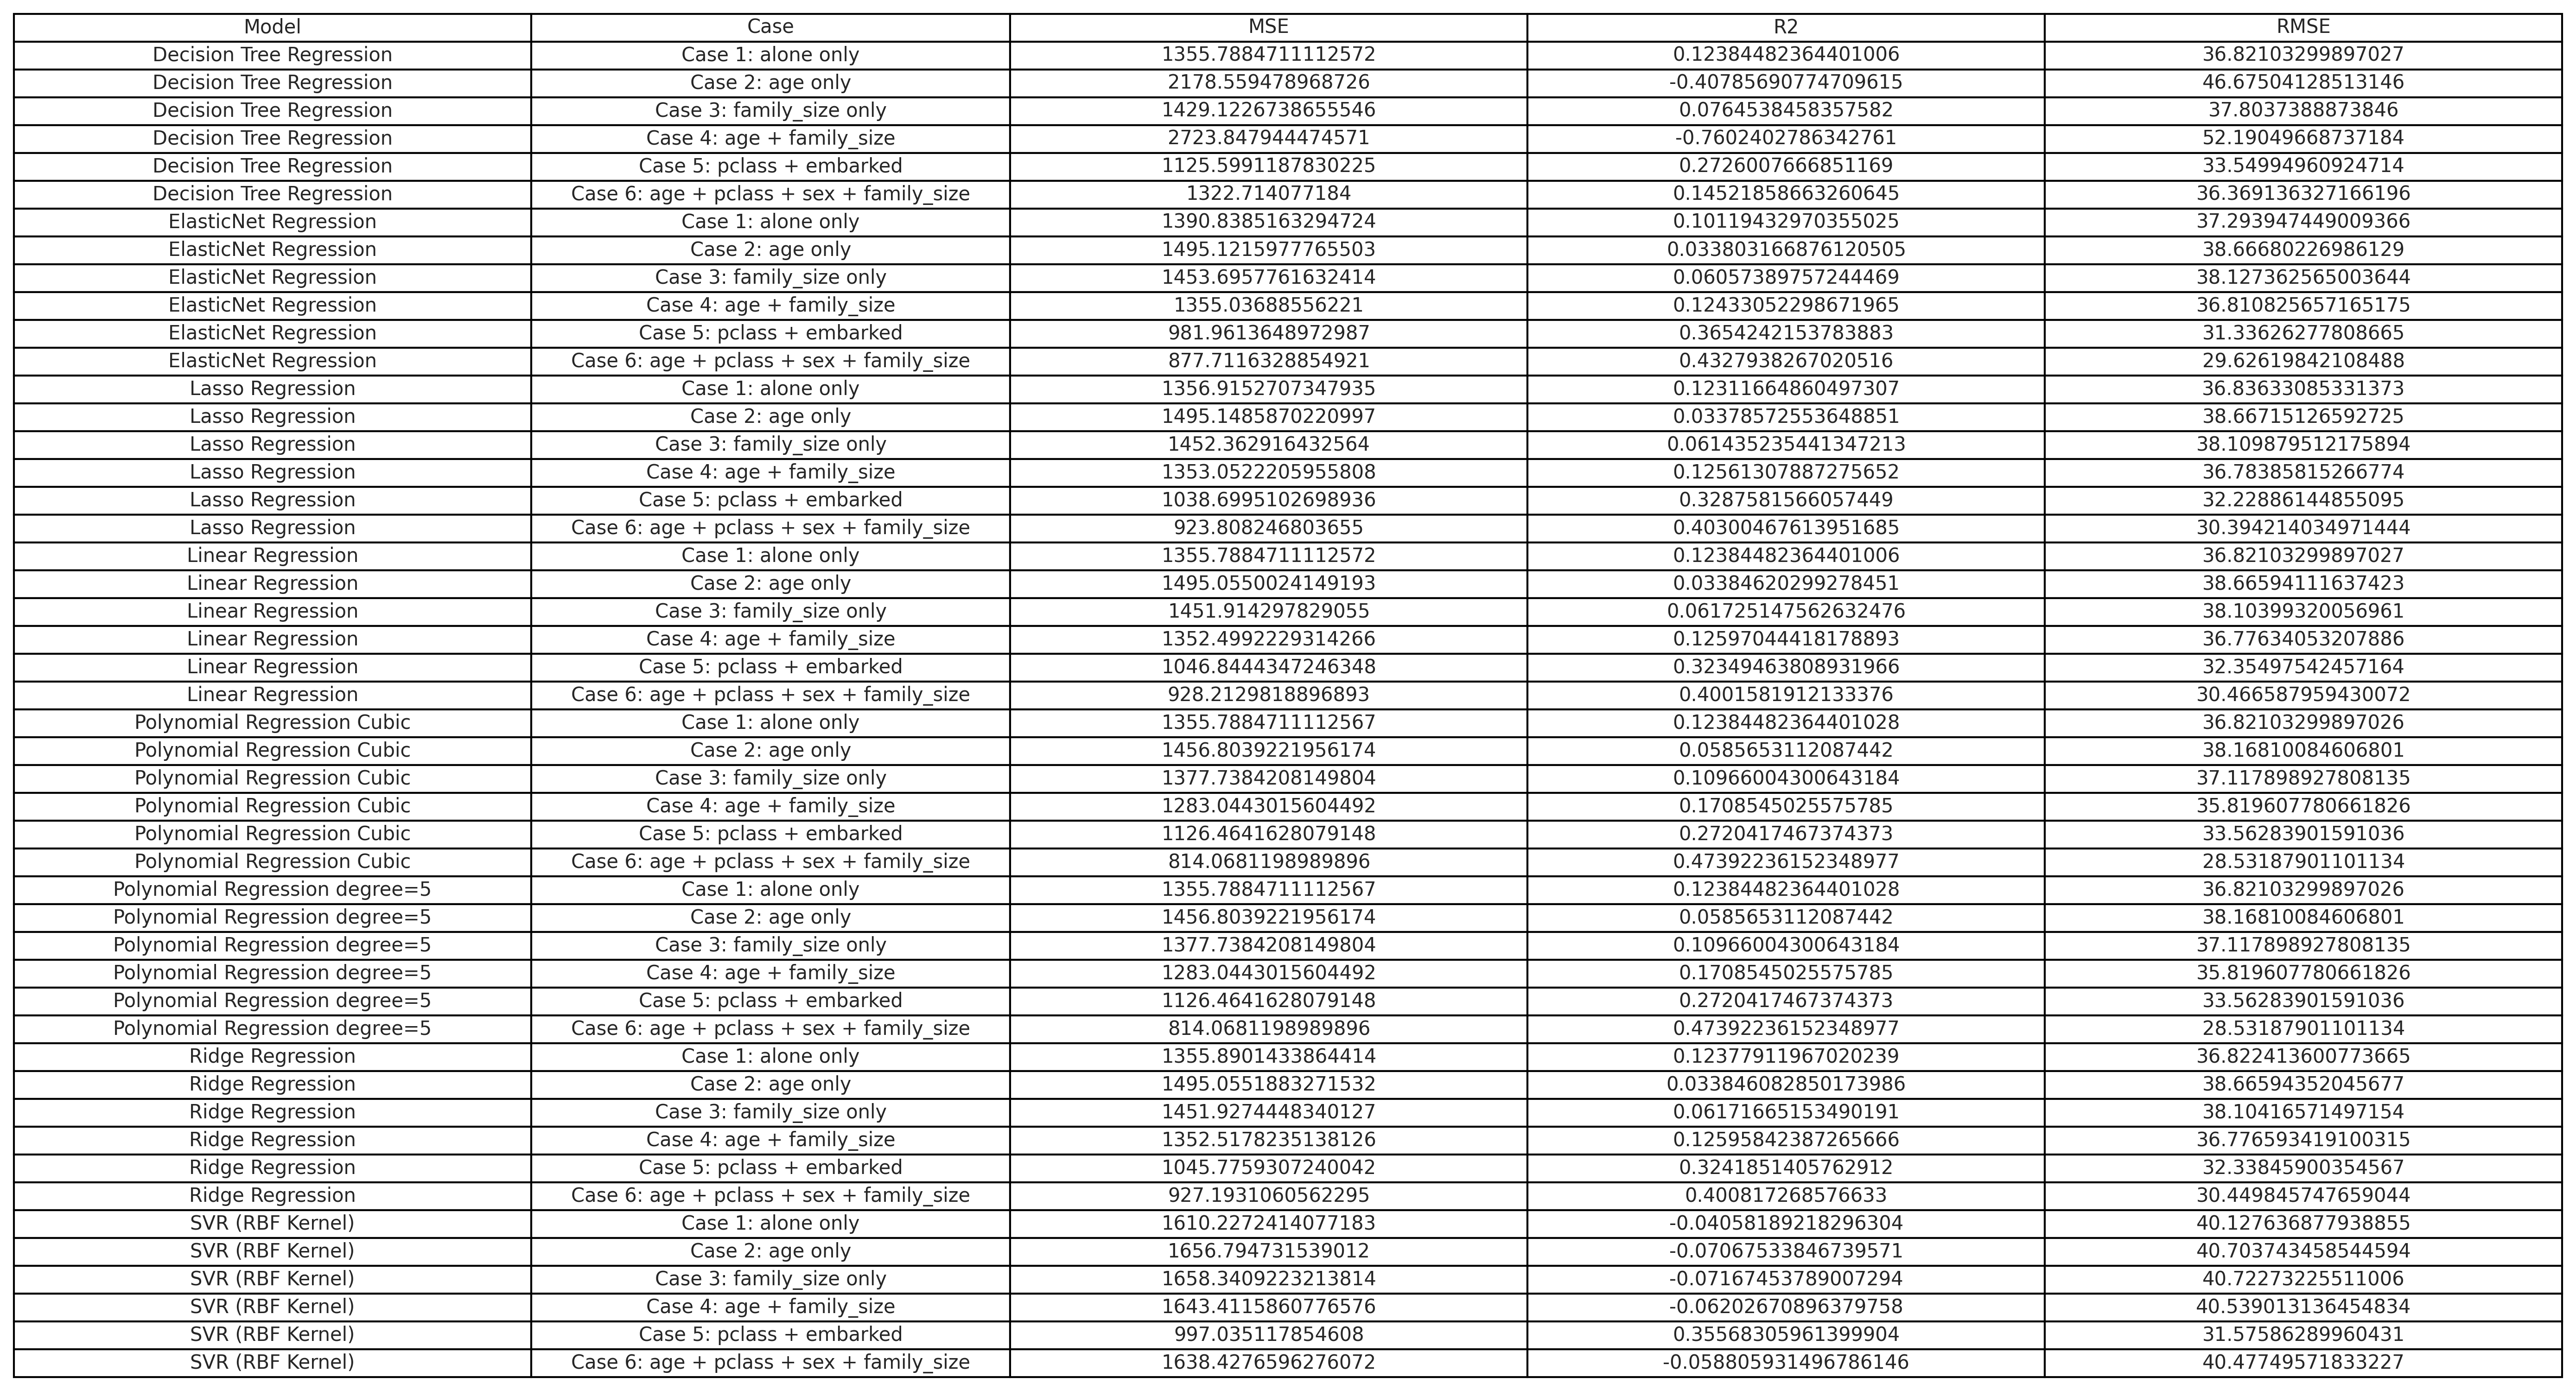 Model Case MSE R2 RMSE
Decision Tree Regression Case 1: alone only 1355.7884711112572 0.12384482364401006 36.82103299897027
Decision Tree Regression Case 2: age only 2178.559478968726 -0.40785690774709615 46.67504128513146
Decision Tree Regression Case 3: family_size only 1429.1226738655546 0.0764538458357582 37.8037388873846
Decision Tree Regression Case 4: age + family_size 2723.847944474571 -0.7602402786342761 52.19049668737184
Decision Tree Regression Case 5: pclass + embarked 1125.5991187830225 0.2726007666851169 33.54994960924714
Decision Tree Regression Case 6: age + pclass + sex + family_size 1322.714077184 0.14521858663260645 36.369136327166196
ElasticNet Regression Case 1: alone only 1390.8385163294724 0.10119432970355025 37.293947449009366
ElasticNet Regression Case 2: age only 1495.1215977765503 0.033803166876120505 38.66680226986129
ElasticNet Regression Case 3: family_size only 1453.6957761632414 0.06057389757244469 38.127362565003644
ElasticNet Regression Case 4: age + family_size 1355.03688556221 0.12433052298671965 36.810825657165175
ElasticNet Regression Case 5: pclass + embarked 981.9613648972987 0.3654242153783883 31.33626277808665
ElasticNet Regression Case 6: age + pclass + sex + family_size 877.7116328854921 0.4327938267020516 29.62619842108488
Lasso Regression Case 1: alone only 1356.9152707347935 0.12311664860497307 36.83633085331373
Lasso Regression Case 2: age only 1495.1485870220997 0.03378572553648851 38.66715126592725
Lasso Regression Case 3: family_size only 1452.362916432564 0.061435235441347213 38.109879512175894
Lasso Regression Case 4: age + family_size 1353.0522205955808 0.12561307887275652 36.78385815266774
Lasso Regression Case 5: pclass + embarked 1038.6995102698936 0.3287581566057449 32.22886144855095
Lasso Regression Case 6: age + pclass + sex + family_size 923.808246803655 0.40300467613951685 30.394214034971444
Linear Regression Case 1: alone only 1355.7884711112572 0.12384482364401006 36.82103299897027
Linear Regression Case 2: age only 1495.0550024149193 0.03384620299278451 38.66594111637423
Linear Regression Case 3: family_size only 1451.914297829055 0.061725147562632476 38.10399320056961
Linear Regression Case 4: age + family_size 1352.4992229314266 0.12597044418178893 36.77634053207886
Linear Regression Case 5: pclass + embarked 1046.8444347246348 0.32349463808931966 32.35497542457164
Linear Regression Case 6: age + pclass + sex + family_size 928.2129818896893 0.4001581912133376 30.466587959430072
Polynomial Regression Cubic Case 1: alone only 1355.7884711112567 0.12384482364401028 36.82103299897026
Polynomial Regression Cubic Case 2: age only 1456.8039221956174 0.0585653112087442 38.16810084606801
Polynomial Regression Cubic Case 3: family_size only 1377.7384208149804 0.10966004300643184 37.117898927808135
Polynomial Regression Cubic Case 4: age + family_size 1283.0443015604492 0.1708545025575785 35.819607780661826
Polynomial Regression Cubic Case 5: pclass + embarked 1126.4641628079148 0.2720417467374373 33.56283901591036
Polynomial Regression Cubic Case 6: age + pclass + sex + family_size 814.0681198989896 0.47392236152348977 28.53187901101134
Polynomial Regression degree=5 Case 1: alone only 1355.7884711112567 0.12384482364401028 36.82103299897026
Polynomial Regression degree=5 Case 2: age only 1456.8039221956174 0.0585653112087442 38.16810084606801
Polynomial Regression degree=5 Case 3: family_size only 1377.7384208149804 0.10966004300643184 37.117898927808135
Polynomial Regression degree=5 Case 4: age + family_size 1283.0443015604492 0.1708545025575785 35.819607780661826
Polynomial Regression degree=5 Case 5: pclass + embarked 1126.4641628079148 0.2720417467374373 33.56283901591036
Polynomial Regression degree=5 Case 6: age + pclass + sex + family_size 814.0681198989896 0.47392236152348977 28.53187901101134
Ridge Regression Case 1: alone only 1355.8901433864414 0.12377911967020239 36.822413600773665
Ridge Regression Case 2: age only 1495.0551883271532 0.033846082850173986 38.66594352045677
Ridge Regression Case 3: family_size only 1451.9274448340127 0.06171665153490191 38.10416571497154
Ridge Regression Case 4: age + family_size 1352.5178235138126 0.12595842387265666 36.776593419100315
Ridge Regression Case 5: pclass + embarked 1045.7759307240042 0.3241851405762912 32.33845900354567
Ridge Regression Case 6: age + pclass + sex + family_size 927.1931060562295 0.400817268576633 30.449845747659044
SVR (RBF Kernel) Case 1: alone only 1610.2272414077183 -0.04058189218296304 40.127636877938855
SVR (RBF Kernel) Case 2: age only 1656.794731539012 -0.07067533846739571 40.703743458544594
SVR (RBF Kernel) Case 3: family_size only 1658.3409223213814 -0.07167453789007294 40.72273225511006
SVR (RBF Kernel) Case 4: age + family_size 1643.4115860776576 -0.06202670896379758 40.539013136454834
SVR (RBF Kernel) Case 5: pclass + embarked 997.035117854608 0.35568305961399904 31.57586289960431
SVR (RBF Kernel) Case 6: age + pclass + sex + family_size 1638.4276596276072 -0.058805931496786146 40.47749571833227